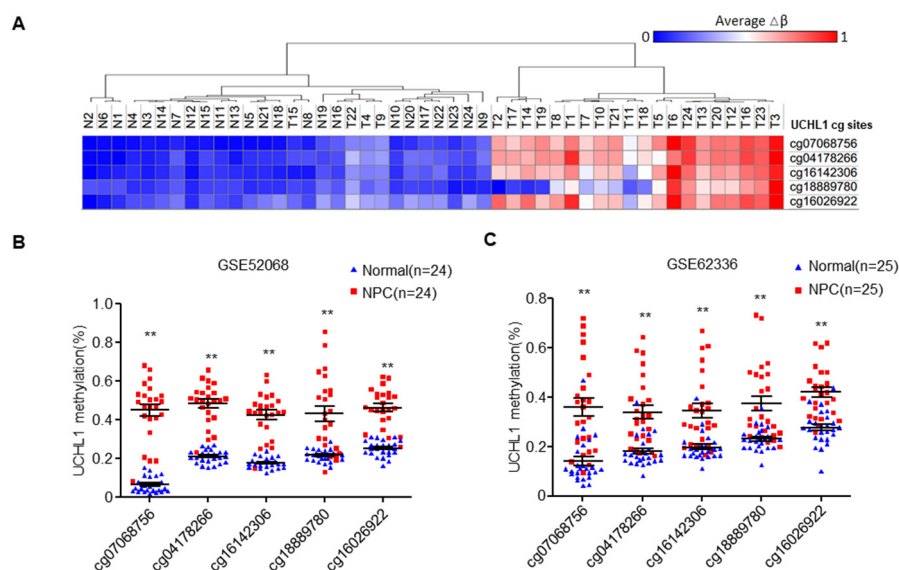 A
Average △β
0
1
N2 N6 N1 N4 N3 N14 N7 N12 N15 N11 N13 N5 N21 N18 T15 N8 N19 N16 T22 T4 T9 N10 N20 N17 N22 N23 N24 N9 T2 T17 T14 T19 T8 T1 T7 T10 T21 T11 T18 T5 T6 T24 T13 T20 T12 T16 T23 T3
UCHL1 cg sites
cg07068756
cg04178266
cg16142306
cg18889780
cg16026922
B
GSE52068
Normal(n=24)
NPC(n=24)
UCHL1 methylation(%)
1.0
0.8
0.6
0.4
0.2
0
**
**
**
**
**
cg07068756
cg04178266
cg16142306
cg18889780
cg16026922
C
GSE62336
Normal(n=25)
NPC(n=25)
UCHL1 methylation(%)
0.8
0.6
0.4
0.2
0
**
**
**
**
**
cg07068756
cg04178266
cg16142306
cg18889780
cg16026922